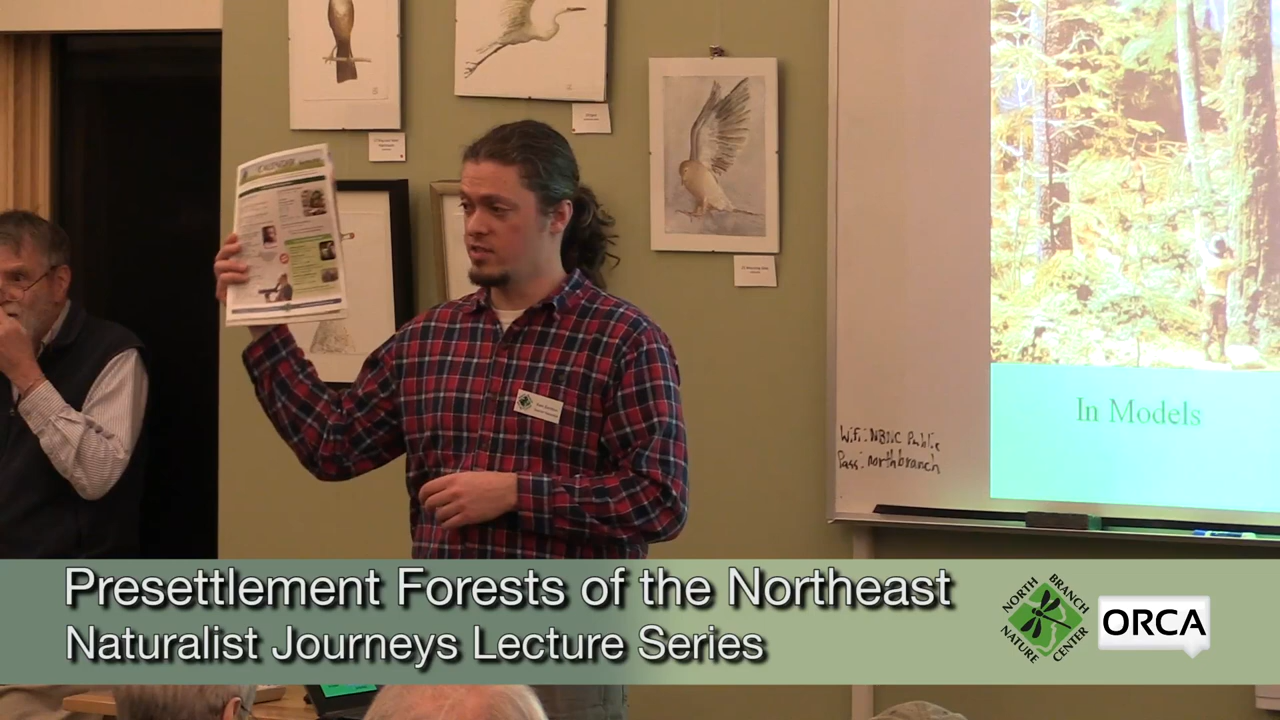 In Models
Wifi: NBNC Public
Pass: northbranch
Presettlement Forests of the Northeast
Naturalist Journeys Lecture Series
NORTH BRANCH
NATURE CENTER
ORCA